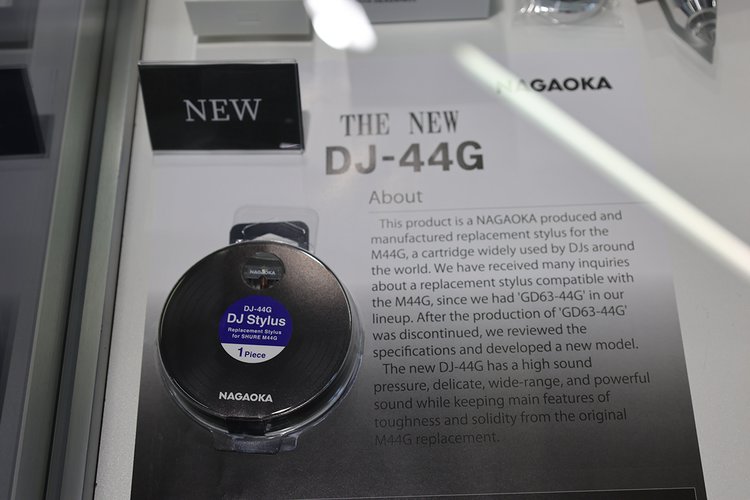 NEW
NAGAOKA
THE NEW
DJ-44G
About
This product is a NAGAOKA produced and
manufactured replacement stylus for the
M44G, a cartridge widely used by DJs around
the world. We have received many inquiries
about a replacement stylus compatible with
the M44G, since we had 'GD63-44G' in our
lineup. After the production of 'GD63-44G'
was discontinued, we reviewed the
specifications and developed a new model.
The new DJ-44G has a high sound
pressure, delicate, wide-range, and powerful
sound while keeping main features of
toughness and solidity from the original
M44G replacement.
NAGAOKA
DJ-44G
DJ Stylus
Replacement Stylus
for SHURE M44G
1 Piece
NAGAOKA